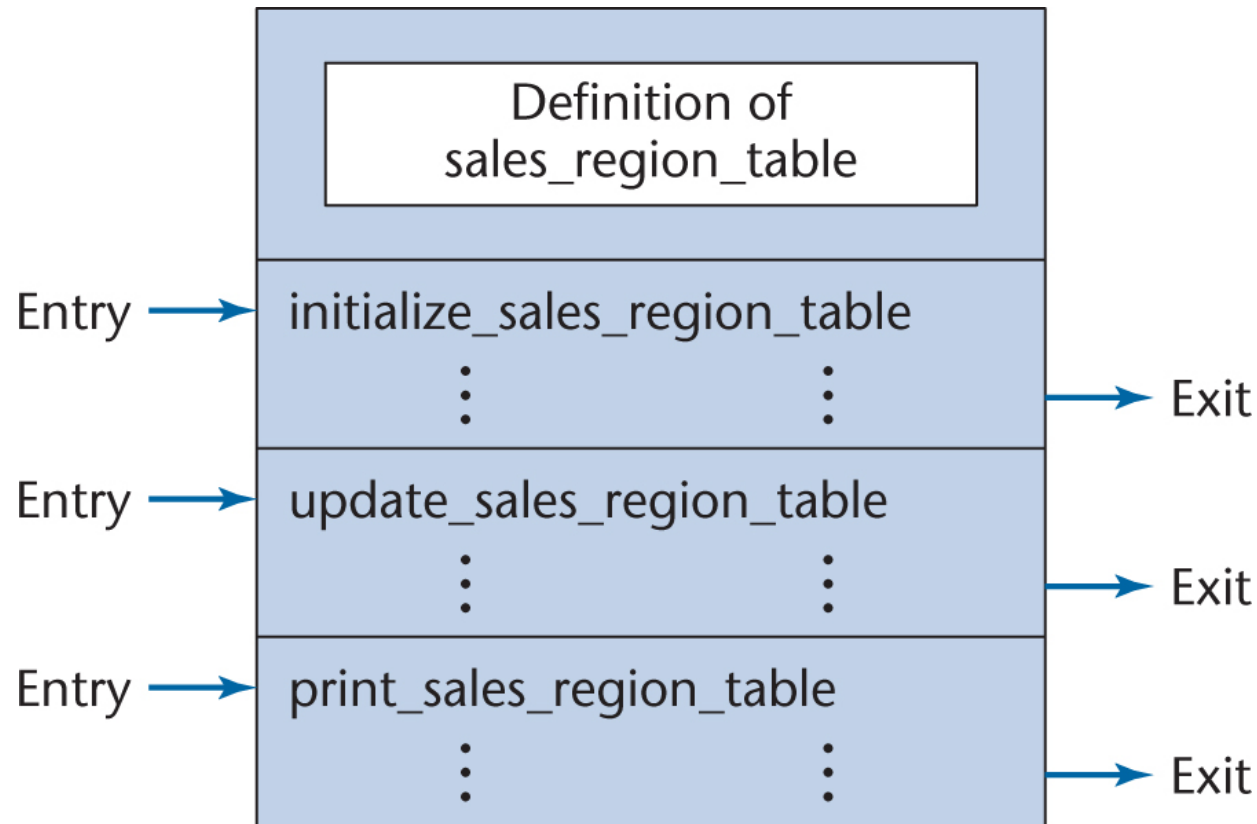 Definition of
sales_region_table
Entry
initialize_sales_region_table
Exit
Entry
update_sales_region_table
Exit
Entry
print_sales_region_table
Exit